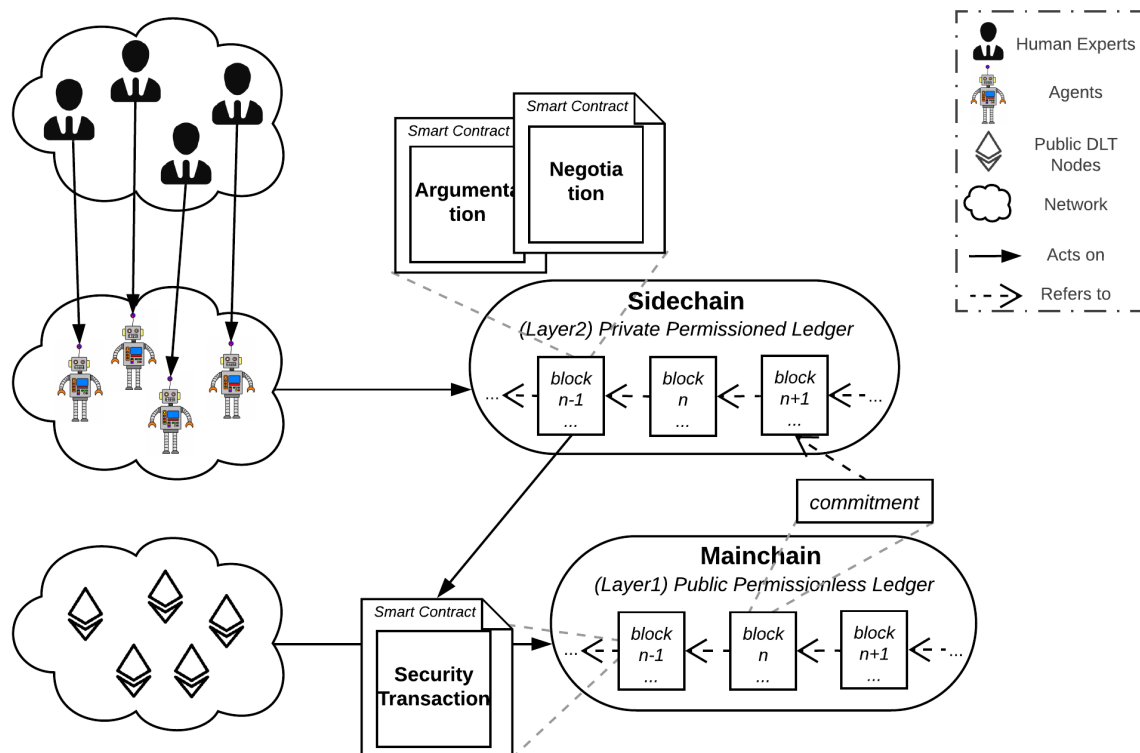 Human Experts
Agents
Public DLT
Nodes
Network
Acts on
Refers to
Smart Contract
Argumenta
tion
Smart Contract
Negotia
tion
Sidechain
(Layer2) Private Permissioned Ledger
...
block
n-1
...
block
n
...
block
n+1
...
...
commitment
Mainchain
(Layer1) Public Permissionless Ledger
...
block
n-1
...
block
n
...
block
n+1
...
...
Smart Contract
Security
Transaction